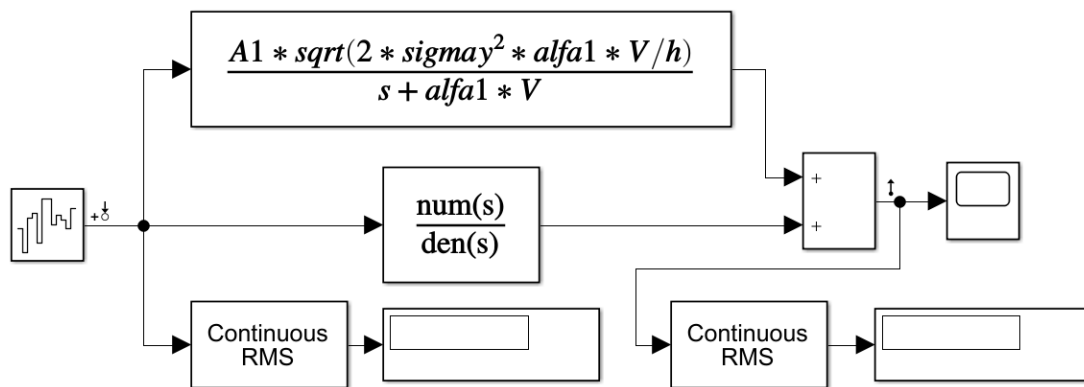 A1 * sqrt(2 * sigmay² * alfa1 * V/h)
s + alfa1 * V
+
+
+
num(s)
den(s)
Continuous
RMS
Continuous
RMS